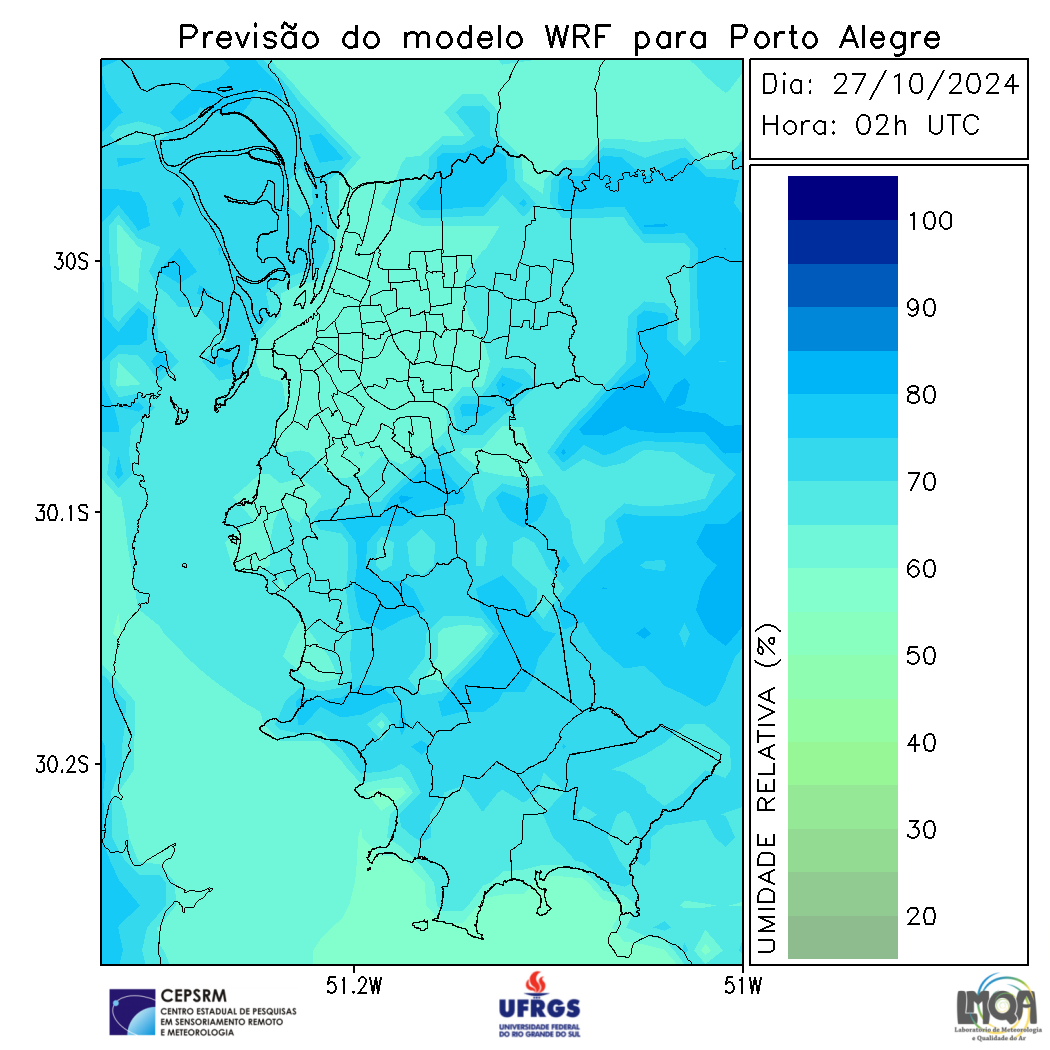 Previsão do modelo WRF para Porto Alegre
Dia: 27/10/2024
Hora: 02h UTC
30S
30.1S
30.2S
51.2W
51W
UMIDADE RELATIVA (%)
100
90
80
70
60
50
40
30
20
CEPSRM
CENTRO ESTADUAL DE PESQUISAS
EM SENSORIAMENTO REMOTO
E METEOROLOGIA
UFRGS
UNIVERSIDADE FEDERAL
DO RIO GRANDE DO SUL
LMQA
Laboratório de Meteorologia
e Qualidade do Ar